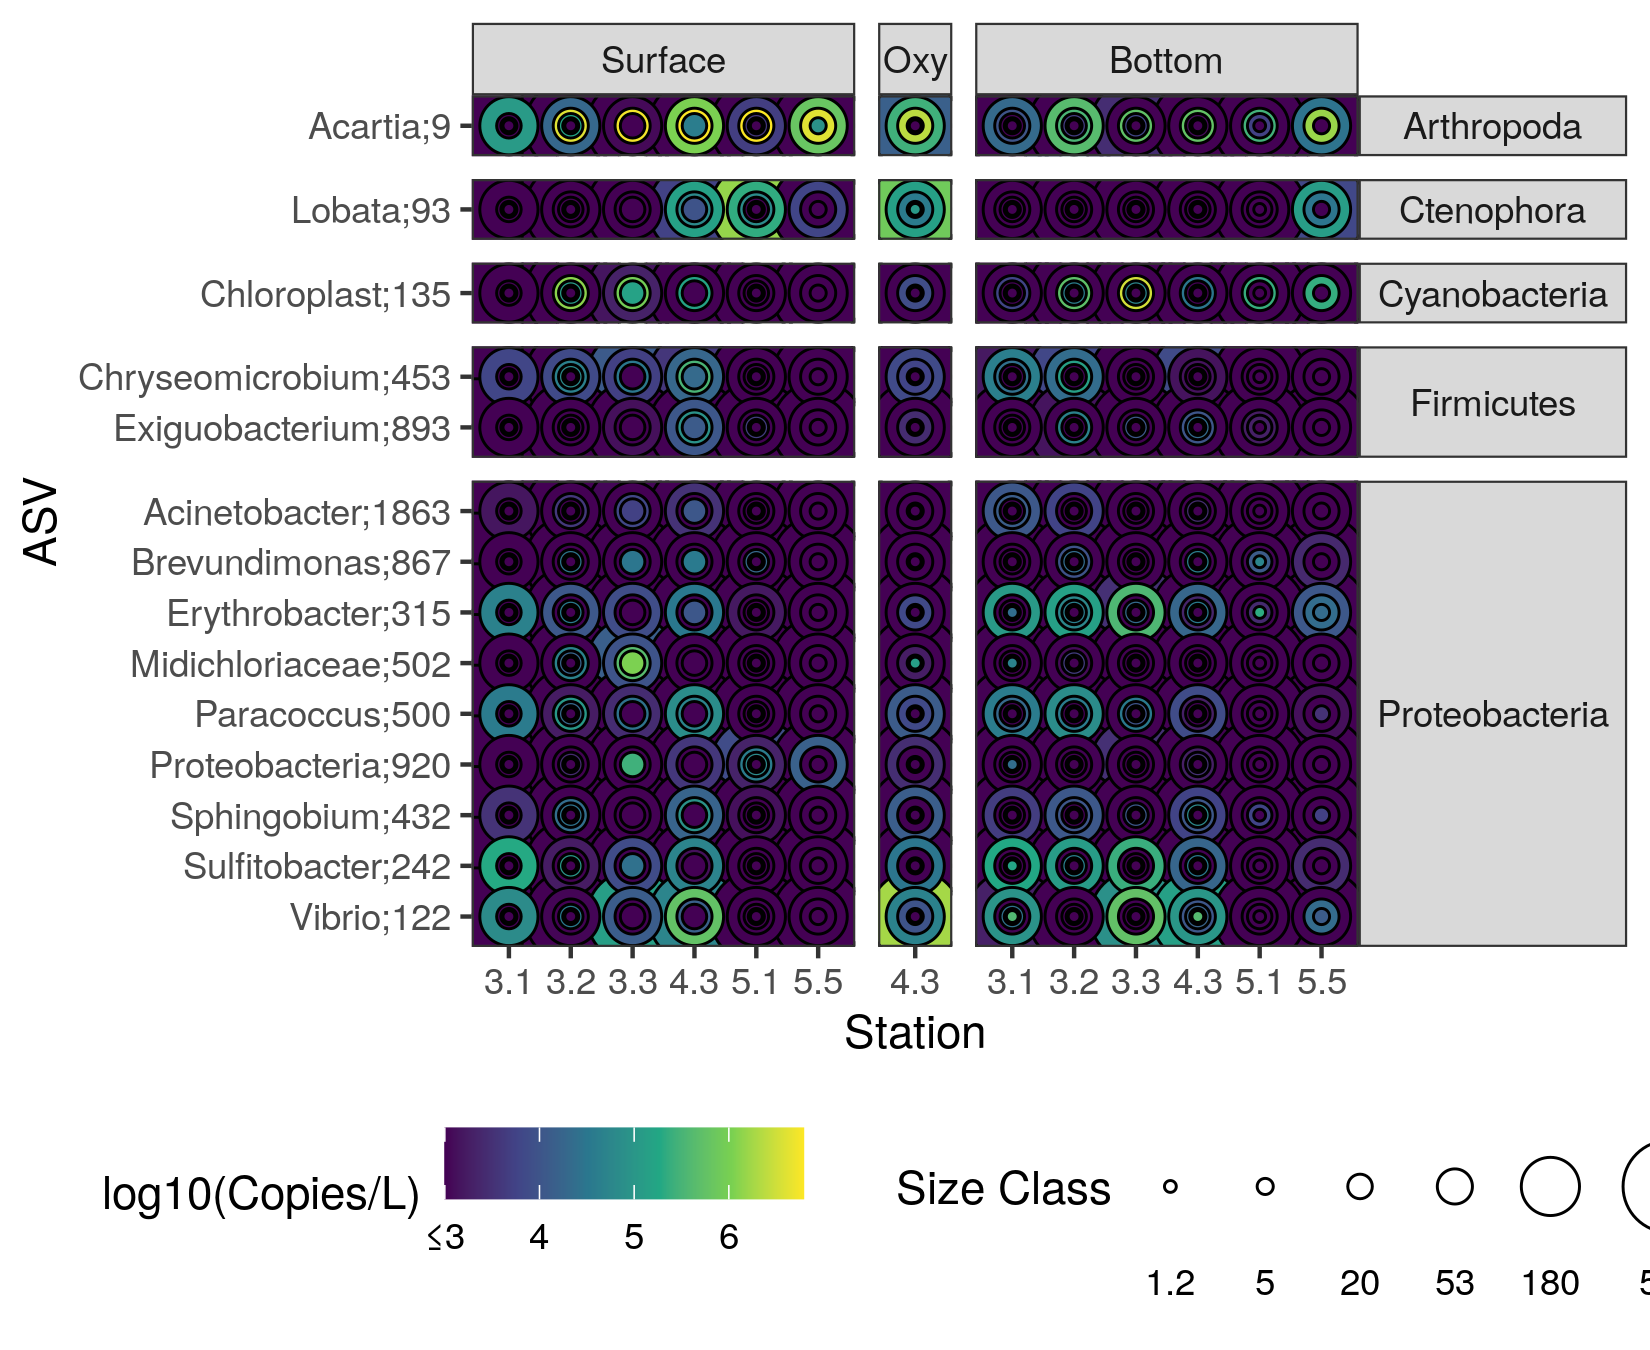 Surface Oxy Bottom
Acartia;9 Arthropoda
Lobata;93 Ctenophora
Chloroplast;135 Cyanobacteria
Chryseomicrobium;453
Firmicutes
Exiguobacterium;893
ASV
Acinetobacter;1863
Brevundimonas;867
Erythrobacter;315
Midichloriaceae;502
Paracoccus;500 Proteobacteria
Proteobacteria;920
Sphingobium;432
Sulfitobacter;242
Vibrio;122
3.1 3.2 3.3 4.3 5.1 5.5 4.3 3.1 3.2 3.3 4.3 5.1 5.5
Station
log10(Copies/L)
≤3 4 5 6
Size Class
1.2 5 20 53 180